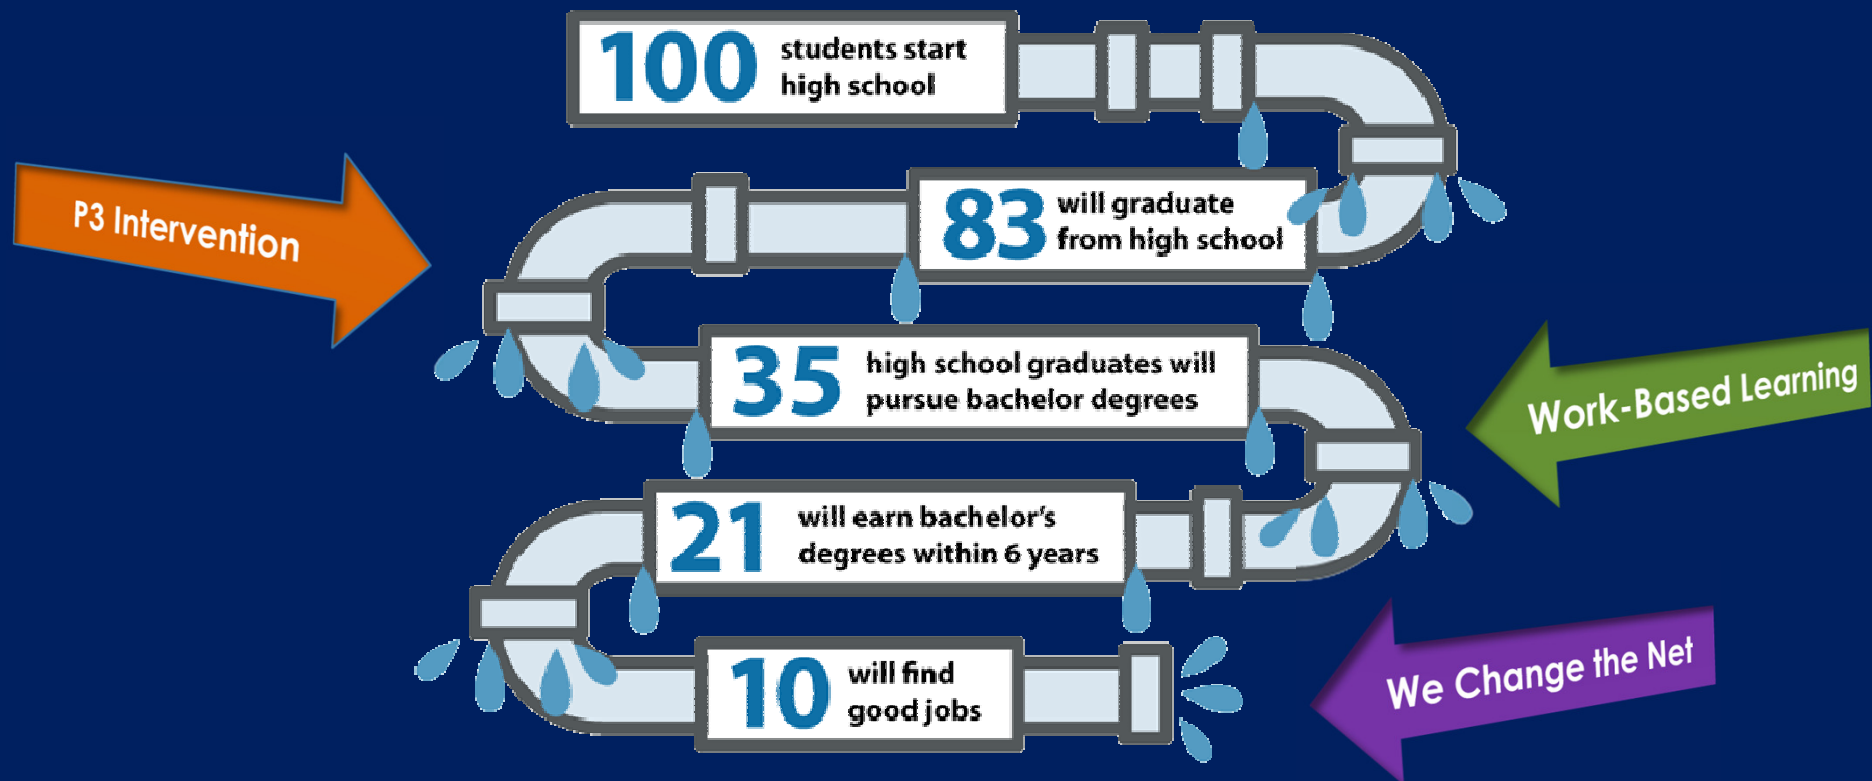 100 students start
high school
P3 Intervention
83 will graduate
from high school
35 high school graduates will
pursue bachelor degrees
Work-Based Learning
21 will earn bachelor's
degrees within 6 years
10 will find
good jobs
We Change the Net